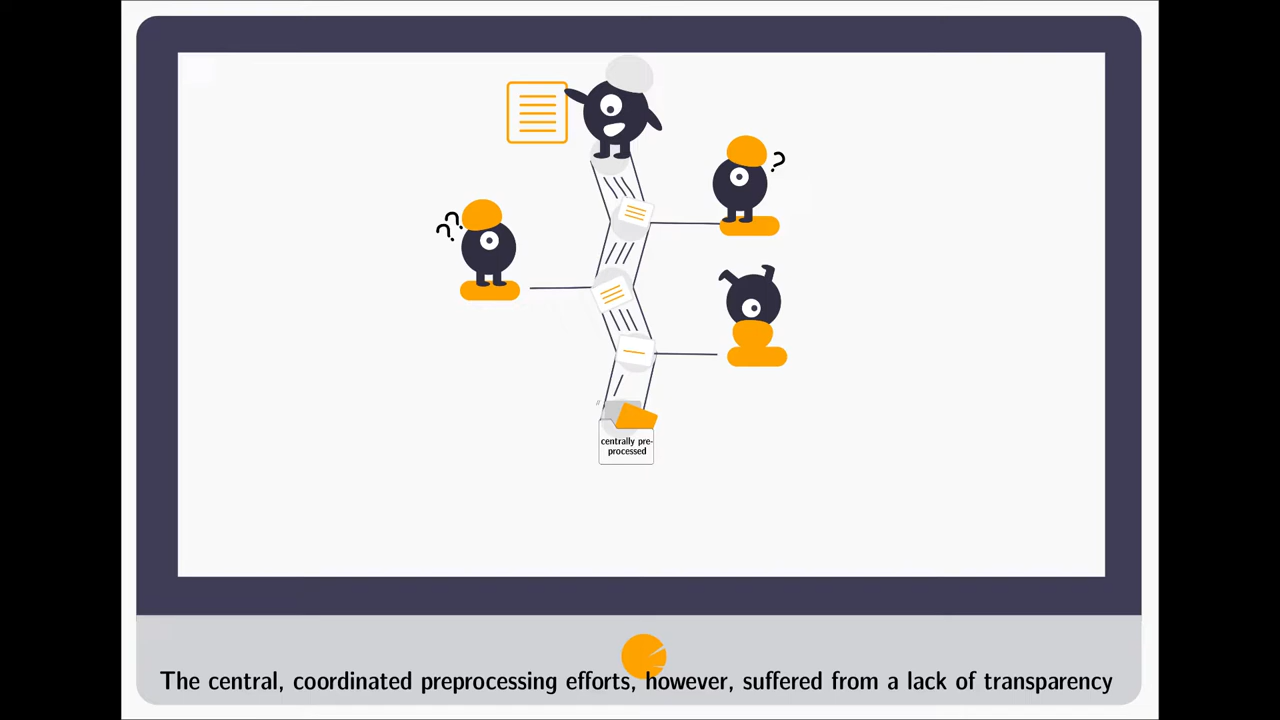 ?
??
centrally pre-
processed
The central, coordinated preprocessing efforts, however, suffered from a lack of transparency